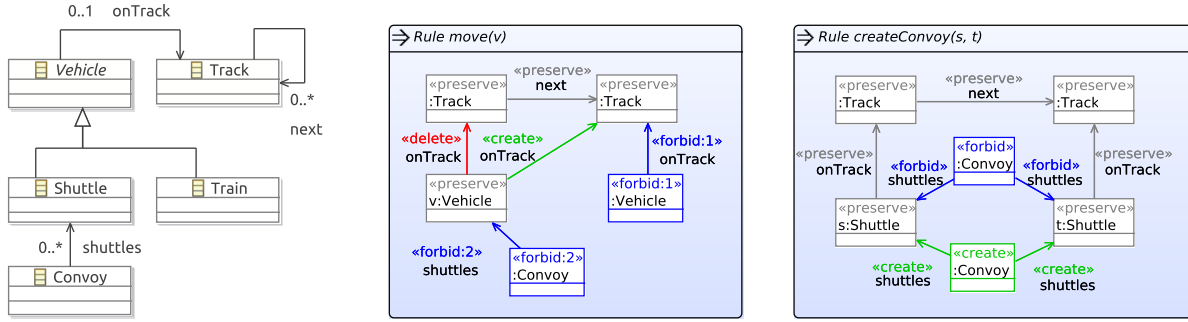 0..1 onTrack
Vehicle
Track
0..*
next
Shuttle
Train
0..* shuttles
Convoy
Rule move(v)
«preserve»
:Track
«preserve»
next
«preserve»
:Track
«delete»
onTrack
«create»
onTrack
«forbid:1»
onTrack
«preserve»
v:Vehicle
«forbid:1»
:Vehicle
«forbid:2»
shuttles
«forbid:2»
:Convoy
Rule createConvoy(s, t)
«preserve»
:Track
«preserve»
next
«preserve»
:Track
«preserve»
onTrack
«forbid»
shuttles
«forbid»
:Convoy
«forbid»
shuttles
«preserve»
onTrack
«preserve»
s:Shuttle
«preserve»
t:Shuttle
«create»
shuttles
«create»
:Convoy
«create»
shuttles